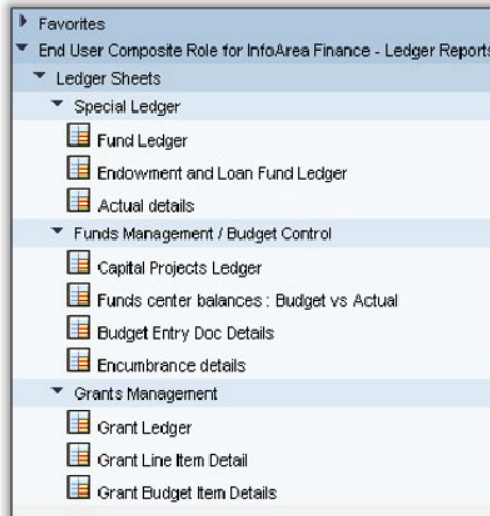 Favorites
End User Composite Role for InfoArea Finance - Ledger Reports
Ledger Sheets
Special Ledger
Fund Ledger
Endowment and Loan Fund Ledger
Actual details
Funds Management / Budget Control
Capital Projects Ledger
Funds center balances : Budget vs Actual
Budget Entry Doc Details
Encumbrance details
Grants Management
Grant Ledger
Grant Line Item Detail
Grant Budget Item Details